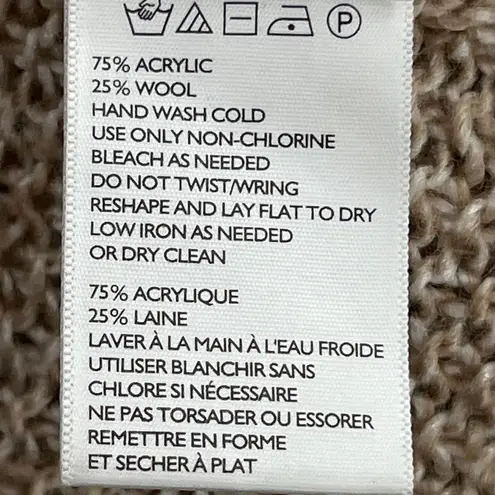 P
75% ACRYLIC
25% WOOL
HAND WASH COLD
USE ONLY NON-CHLORINE
BLEACH AS NEEDED
DO NOT TWIST/WRING
RESHAPE AND LAY FLAT TO DRY
LOW IRON AS NEEDED
OR DRY CLEAN
75% ACRYLIQUE
25% LAINE
LAVER À LA MAIN À L'EAU FROIDE
UTILISER BLANCHIR SANS
CHLORE SI NÉCESSAIRE
NE PAS TORSADER OU ESSORER
REMETTRE EN FORME
ET SECHER À PLAT